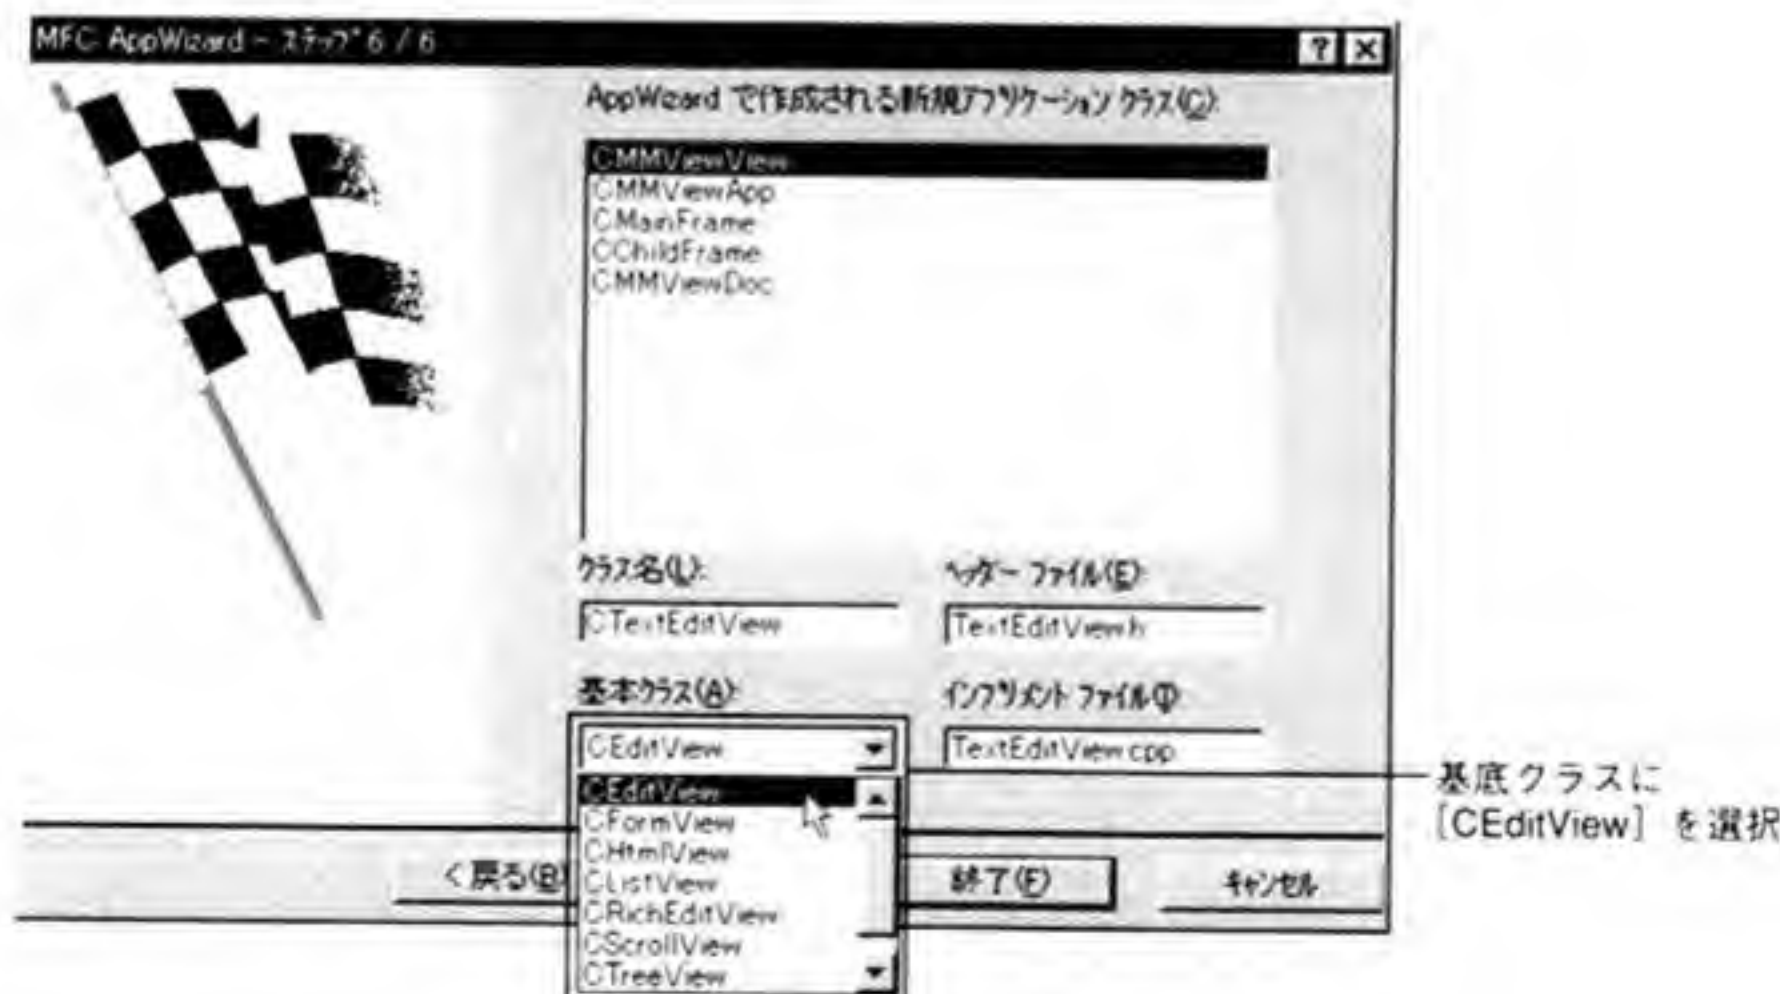 MFC AppWizard - ステップ 6 / 6
AppWizard で作成される新規アプリケーション クラス(C):
CMMViewView
CMMViewApp
CMainFrame
CChildFrame
CMMViewDoc
クラス名(L):
ヘッダー ファイル(E):
CTextEditView
TextEditView.h
基本クラス(A):
インプリメント ファイル(I):
CEditView
TextEditView.cpp
CEditView
CFormView
CHtmlView
CListView
CRichEditView
CScrollView
CTreeView
< 戻る(B)
終了(F)
キャンセル
基底クラスに
[CEditView] を選択